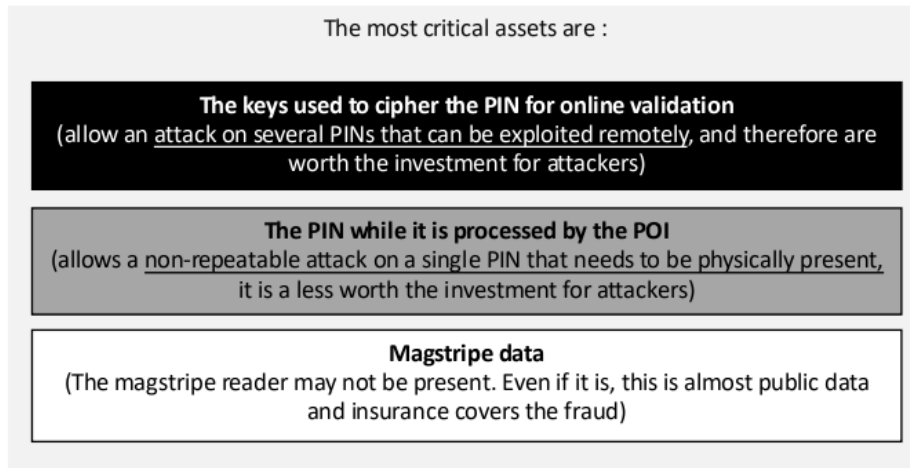 The most critical assets are :
The keys used to cipher the PIN for online validation
(allow an attack on several PINs that can be exploited remotely, and therefore are
worth the investment for attackers)
The PIN while it is processed by the POI
(allows a non-repeatable attack on a single PIN that needs to be physically present,
it is a less worth the investment for attackers)
Magstripe data
(The magstripe reader may not be present. Even if it is, this is almost public data
and insurance covers the fraud)